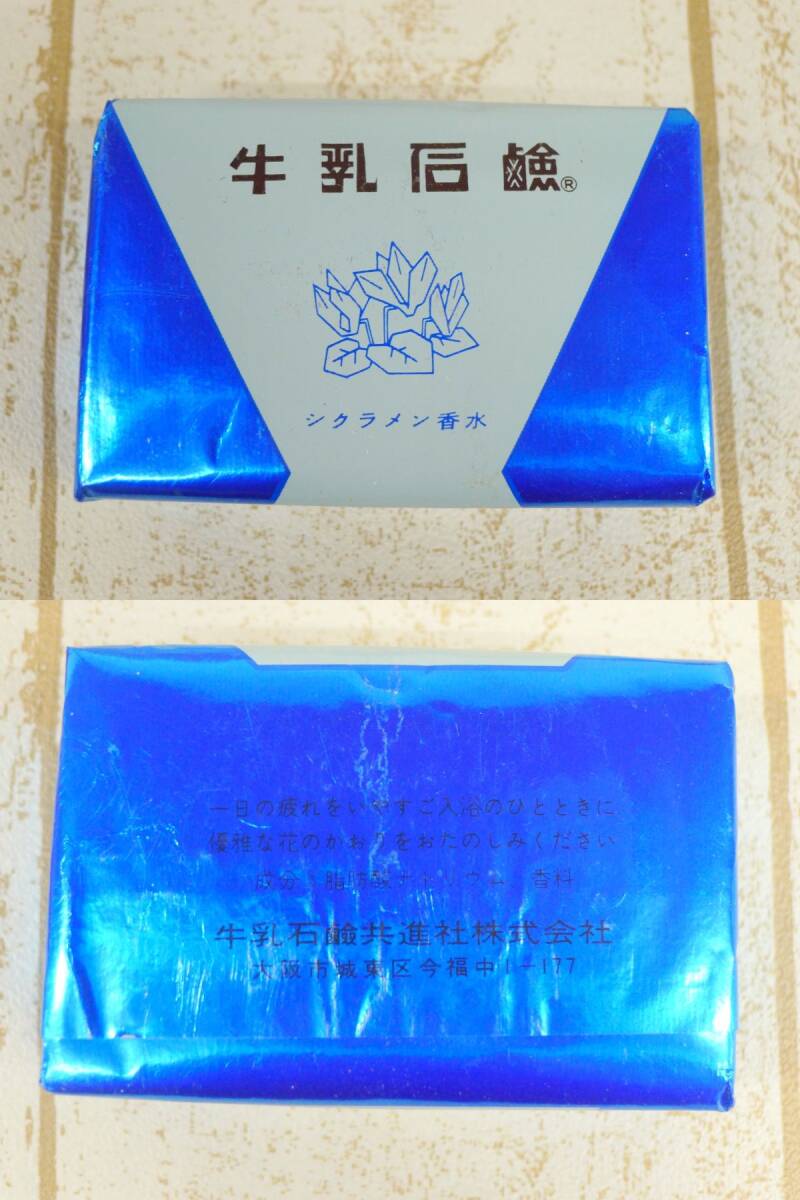 牛乳石鹼®
シクラメン香水
一日の疲れをいやすご入浴のひとときに
優雅な花のかおりをおたのしみください
成分:脂肪酸ナトリウム 香料
牛乳石鹼共進社株式会社
大阪市城東区今福中1-177